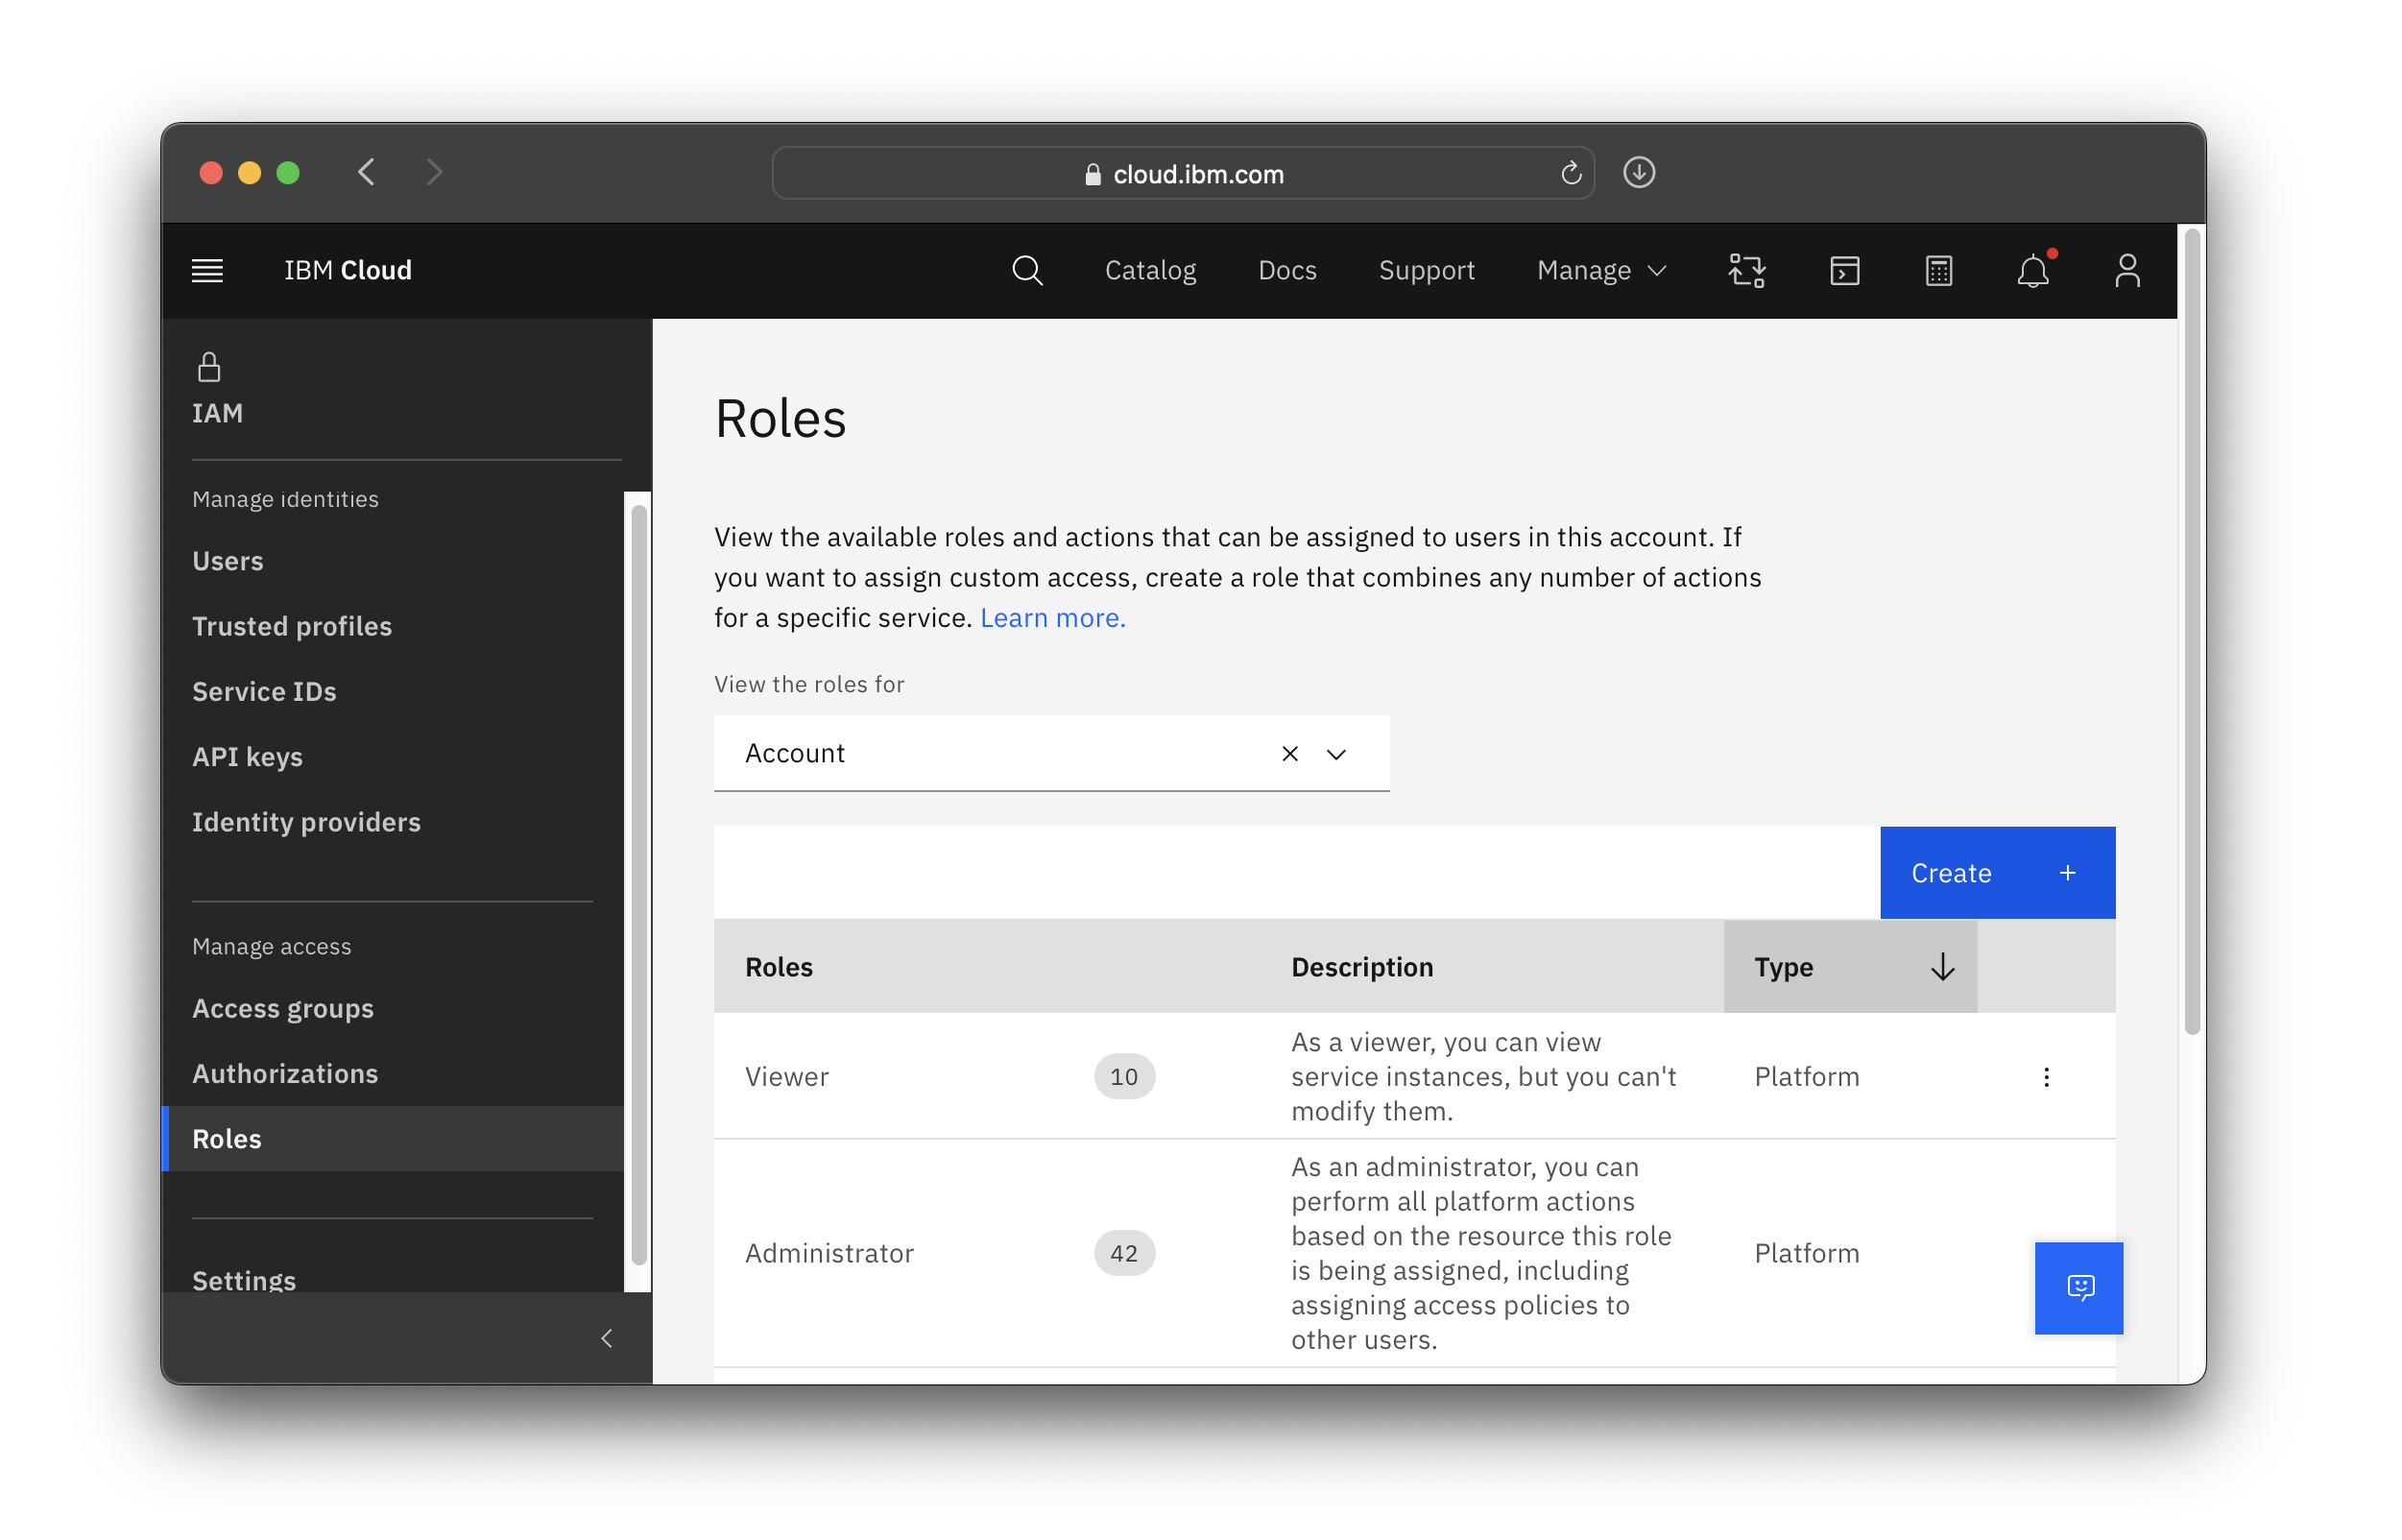 cloud.ibm.com
IBM Cloud
Catalog
Docs
Support
Manage
IAM
Manage identities
Users
Trusted profiles
Service IDs
API keys
Identity providers
Manage access
Access groups
Authorizations
Roles
Settings
Roles
View the available roles and actions that can be assigned to users in this account. If
you want to assign custom access, create a role that combines any number of actions
for a specific service. Learn more.
View the roles for
Account
Create +
Roles
Description
Type
Viewer
10
As a viewer, you can view
service instances, but you can't
modify them.
Platform
Administrator
42
As an administrator, you can
perform all platform actions
based on the resource this role
is being assigned, including
assigning access policies to
other users.
Platform